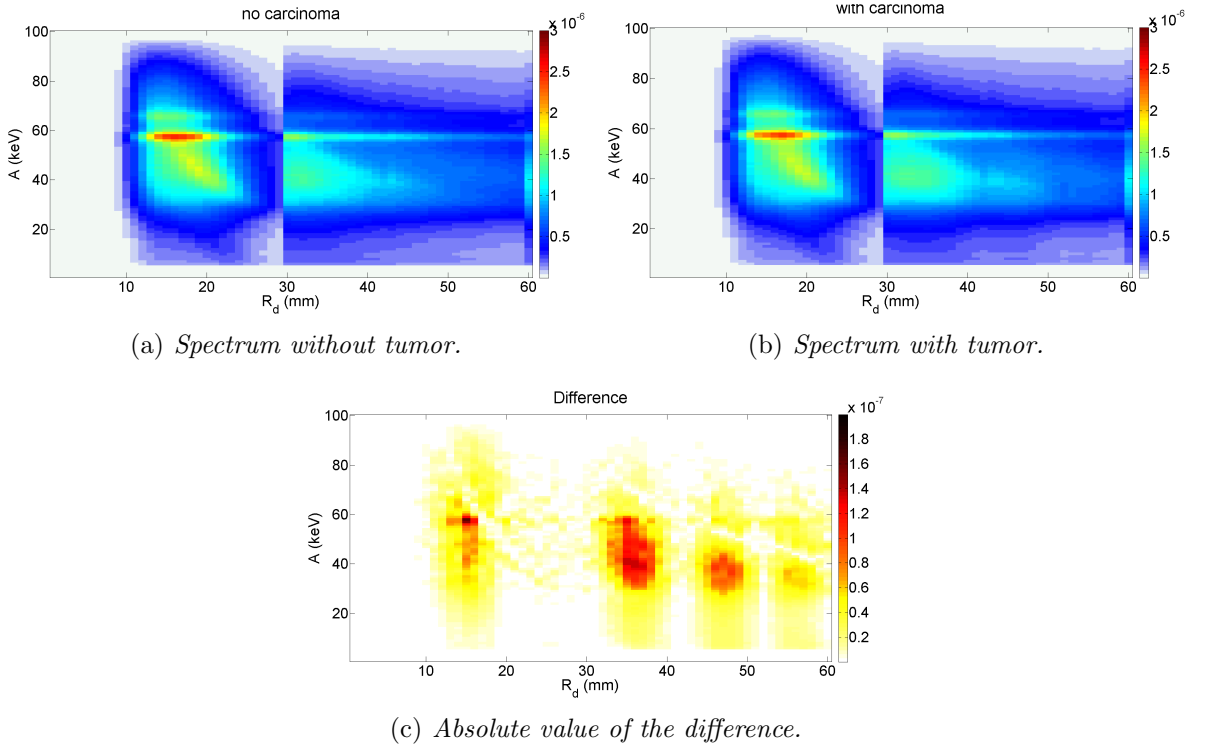 no carcinoma
x 10-6
100
80
60
40
20
A (keV)
10 20 30 40 50 60
Rd (mm)
3
2.5
2
1.5
1
0.5
with carcinoma
x 10-6
100
80
60
40
20
A (keV)
10 20 30 40 50 60
Rd (mm)
3
2.5
2
1.5
1
0.5
(a) Spectrum without tumor.
(b) Spectrum with tumor.
Difference
x 10-7
100
80
60
40
20
A (keV)
10 20 30 40 50 60
Rd (mm)
1.8
1.6
1.4
1.2
1
0.8
0.6
0.4
0.2
(c) Absolute value of the difference.